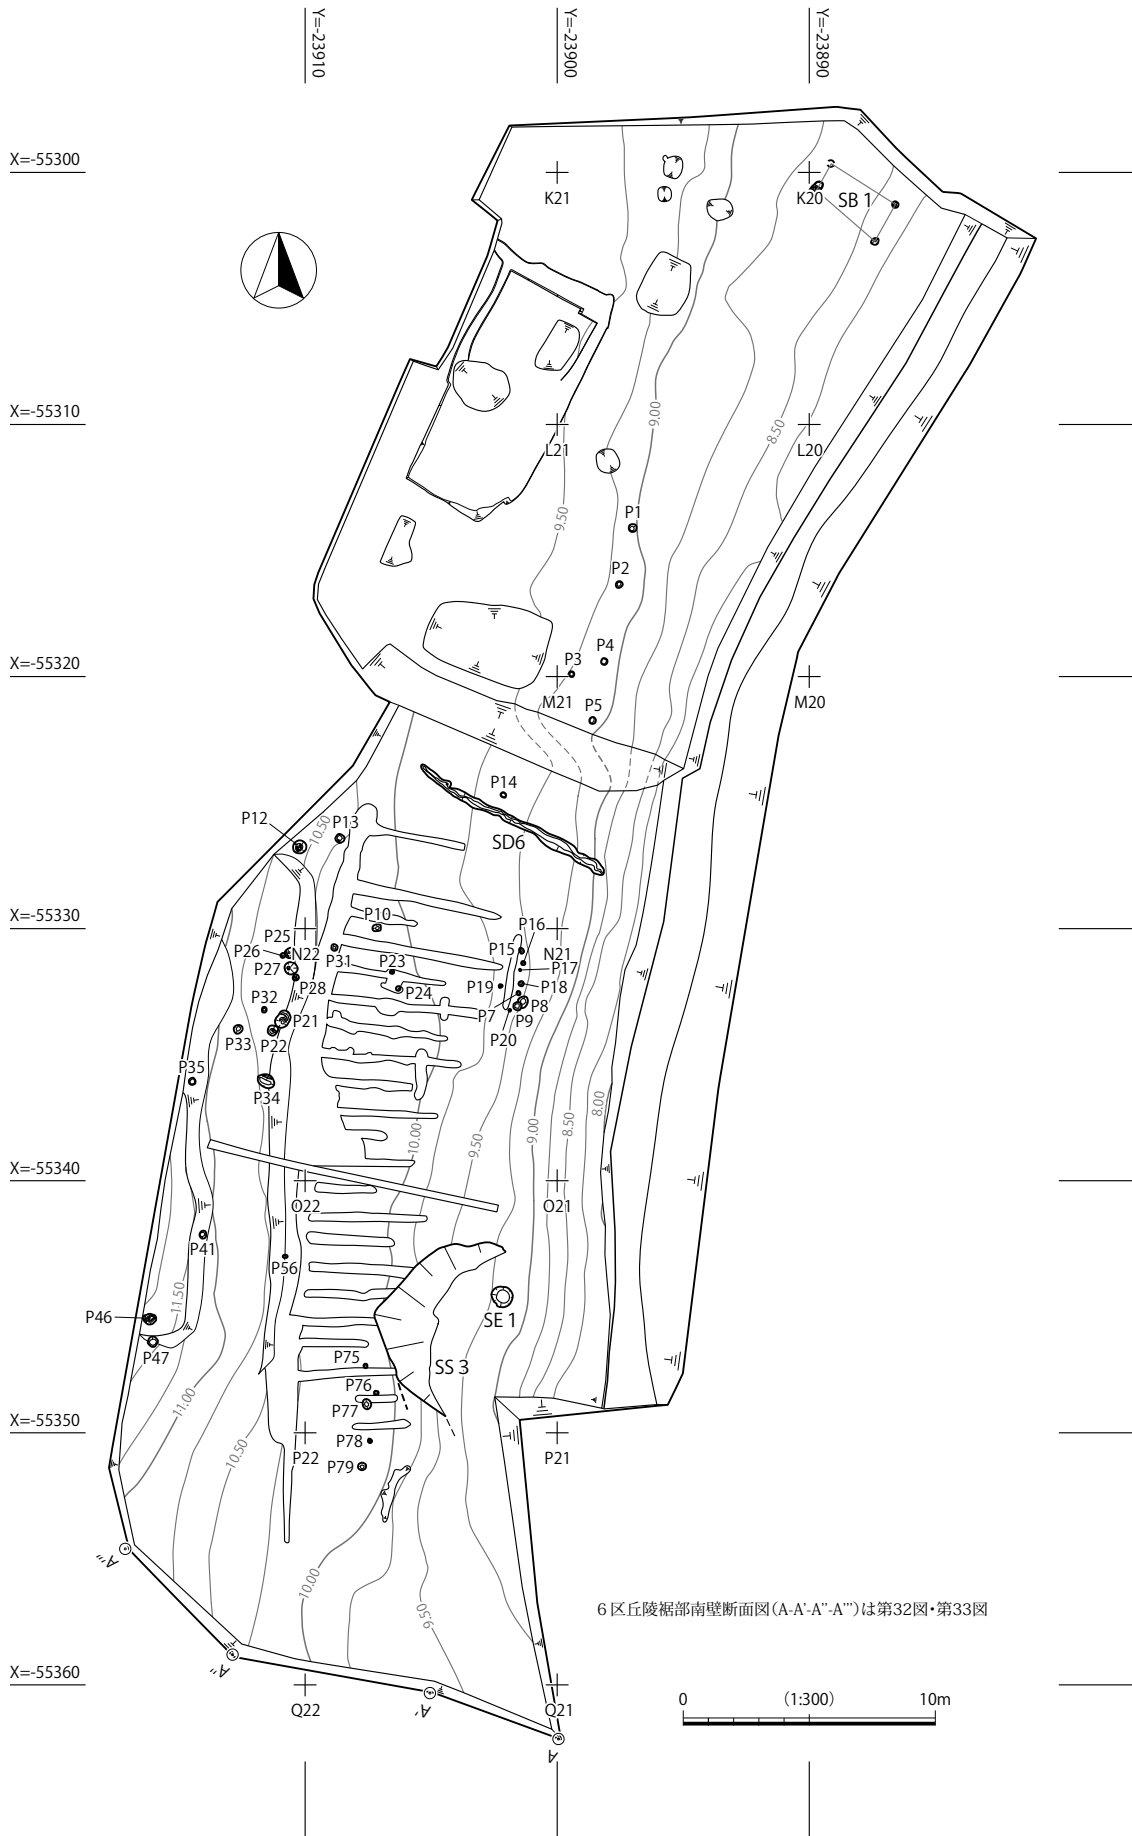 Y=-23910
Y=-23900
Y=-23890
X=-55300
K21
K20
SB 1
X=-55310
9.00
8.50
L21
L20
9.50
P1
P2
P4
P3
X=-55320
M21
M20
P5
P14
P12
P13
10.50
SD6
P10
P16
X=-55330
P25
P26
N22
P15
N21
P31
P23
P17
P27
P28
P24
P19
P18
P32
P21
P7
P8
P9
P33
P22
P20
P35
P34
8.00
10.00
9.50
9.00
8.50
X=-55340
O22
O21
P41
P56
11.50
P46
SE 1
P47
P75
SS 3
P76
11.00
P77
X=-55350
P78
P22
P21
10.50
P79
A'''
10.00
9.50
6区丘陵裾部南壁断面図(A-A'-A''-A''')は第32図・第33図
A''
X=-55360
A'
Q22
Q21
0 (1:300) 10m
A